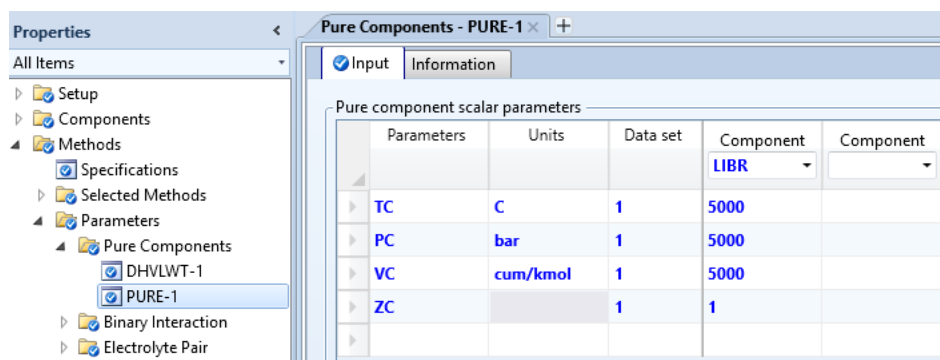 Properties <
All Items
Setup
Components
Methods
Specifications
Selected Methods
Parameters
Pure Components
DHVLWT-1
PURE-1
Binary Interaction
Electrolyte Pair
Pure Components - PURE-1 × +
Input Information
Pure component scalar parameters
Parameters Units Data set Component Component
LIBR
TC C 1 5000
PC bar 1 5000
VC cum/kmol 1 5000
ZC 1 1